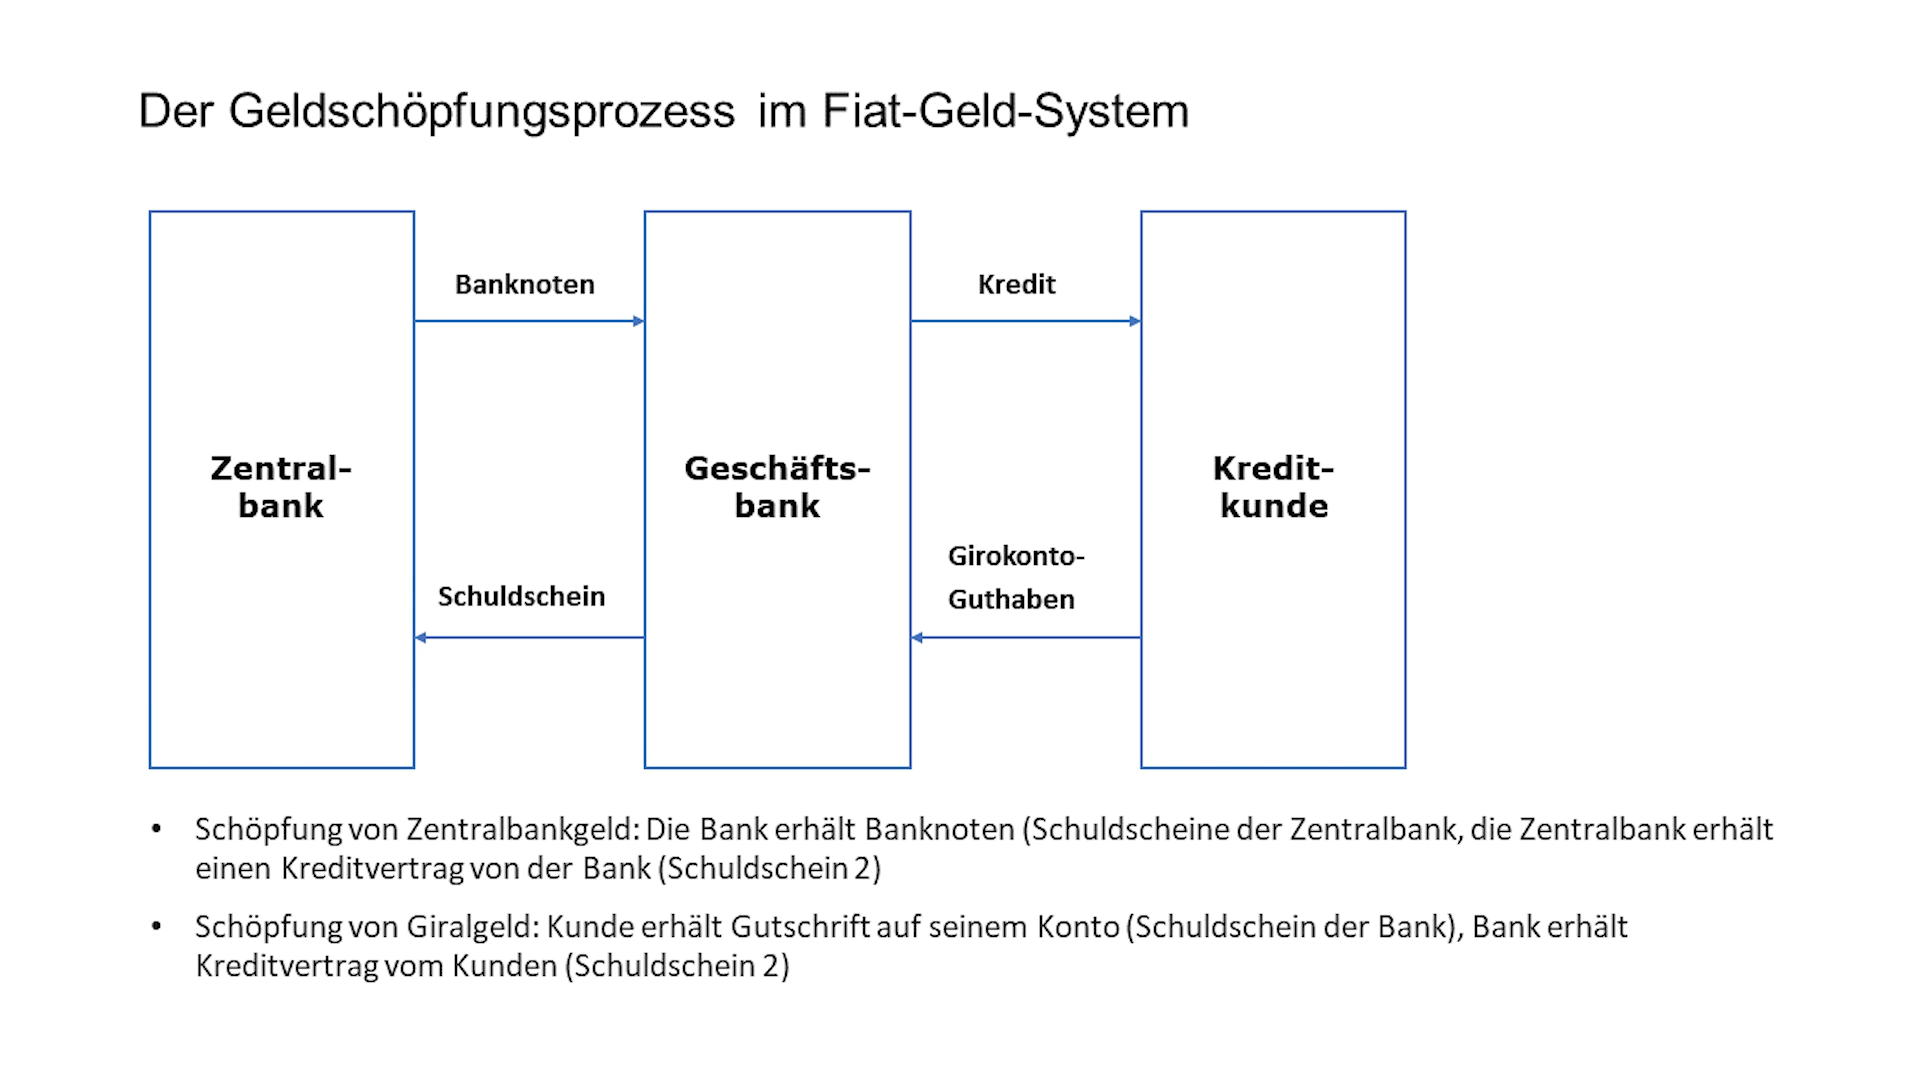 Der Geldschöpfungsprozess im Fiat-Geld-System
Banknoten
Kredit
Zentral-
bank
Geschäfts-
bank
Kredit-
kunde
Schuldschein
Girokonto-
Guthaben
• Schöpfung von Zentralbankgeld: Die Bank erhält Banknoten (Schuldscheine der Zentralbank, die Zentralbank erhält
einen Kreditvertrag von der Bank (Schuldschein 2)
• Schöpfung von Giralgeld: Kunde erhält Gutschrift auf seinem Konto (Schuldschein der Bank), Bank erhält
Kreditvertrag vom Kunden (Schuldschein 2)